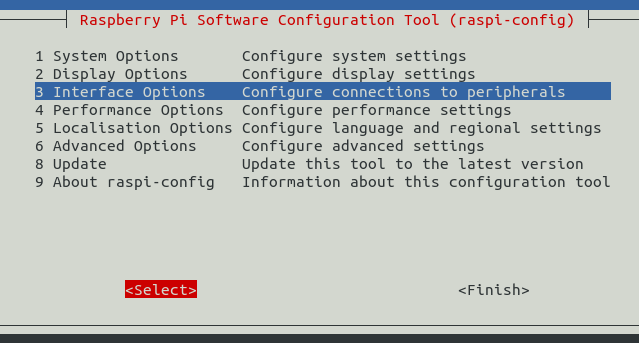 Raspberry Pi Software Configuration Tool (raspi-config)
1 System Options Configure system settings
2 Display Options Configure display settings
3 Interface Options Configure connections to peripherals
4 Performance Options Configure performance settings
5 Localisation Options Configure language and regional settings
6 Advanced Options Configure advanced settings
8 Update Update this tool to the latest version
9 About raspi-config Information about this configuration tool
<Select> <Finish>